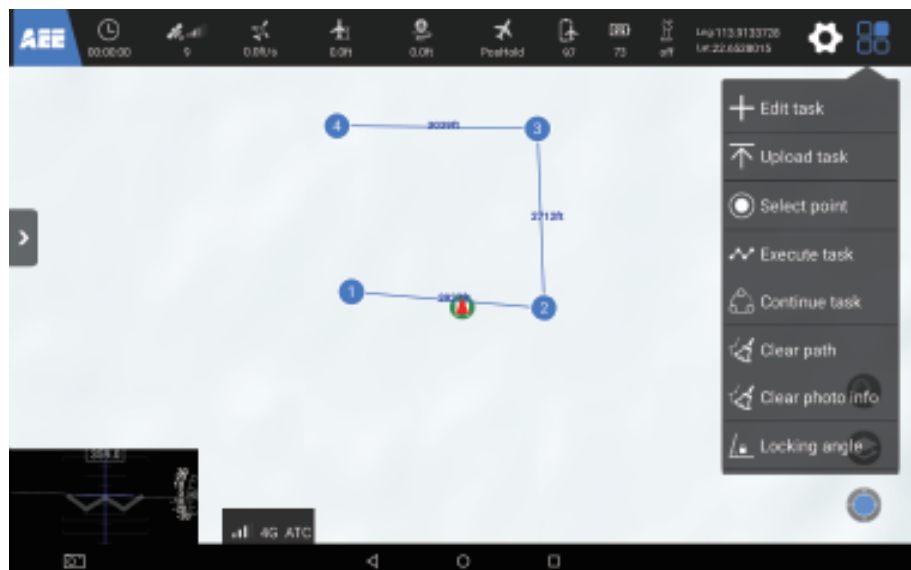 AEE
00:00:00
9
0.0ft/s
0.0ft
0.0ft
PosHold
97
73
off
Lng:113.9133728
Lat:22.6528015
Edit task
Upload task
Select point
Execute task
Continue task
Clear path
Clear photo info
Locking angle
4
3
2712ft
1
2
4G ATC